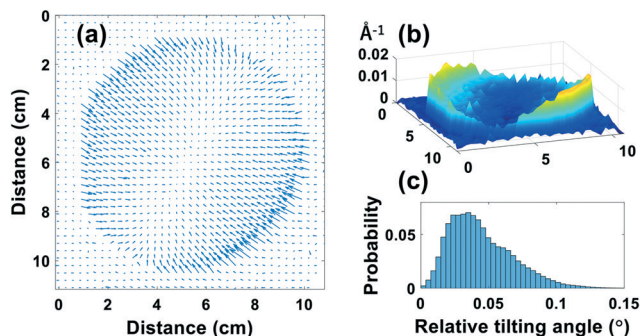 (a)
0
2
4
6
8
10
Distance (cm)
0 2 4 6 8 10
Distance (cm)
(b)
Å-1
0.02
0.01
0
0
5
10
0
5
10
(c)
Probability
0.05
0
0 0.05 0.1 0.15
Relative tilting angle (°)